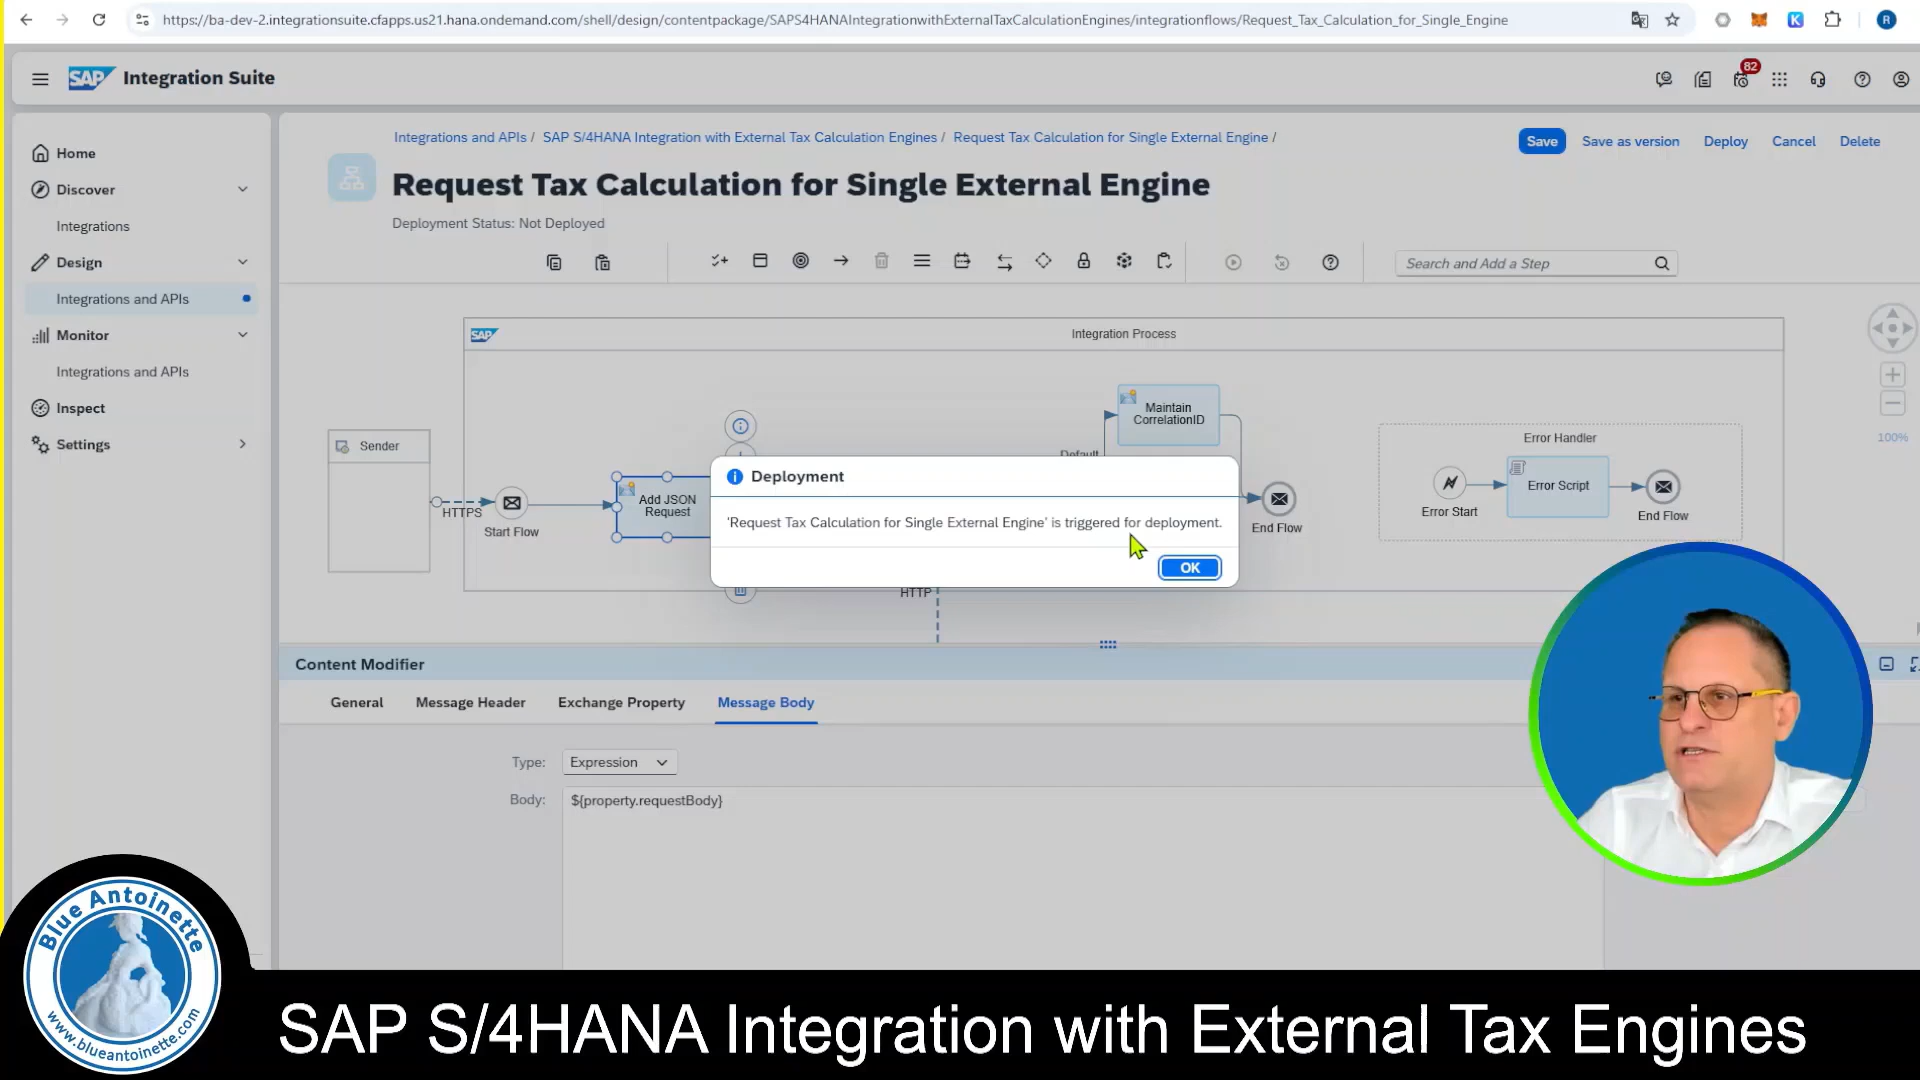 https://ba-dev-2.integrationsuite.cfapps.us21.hana.ondemand.com/shell/design/contentpackage/SAPS4HANAIntegrationwithExternalTaxCalculationEngines/integrationflows/Request_Tax_Calculation_for_Single_Engine
K
R
SAP Integration Suite
82
Home
Discover
Integrations
Design
Integrations and APIs
Monitor
Integrations and APIs
Inspect
Settings
Integrations and APIs / SAP S/4HANA Integration with External Tax Calculation Engines / Request Tax Calculation for Single External Engine /
Save
Save as version
Deploy
Cancel
Delete
Request Tax Calculation for Single External Engine
Deployment Status: Not Deployed
Search and Add a Step
SAP
Integration Process
100%
Sender
HTTPS
Start Flow
Add JSON
Request
Maintain
CorrelationID
Default
End Flow
Error Handler
Error Start
Error Script
End Flow
HTTP
Deployment
'Request Tax Calculation for Single External Engine' is triggered for deployment.
OK
Content Modifier
General
Message Header
Exchange Property
Message Body
Type:
Expression
Body:
${property.requestBody}
Blue Antoinette
www.blueantoinette.com
SAP S/4HANA Integration with External Tax Engines